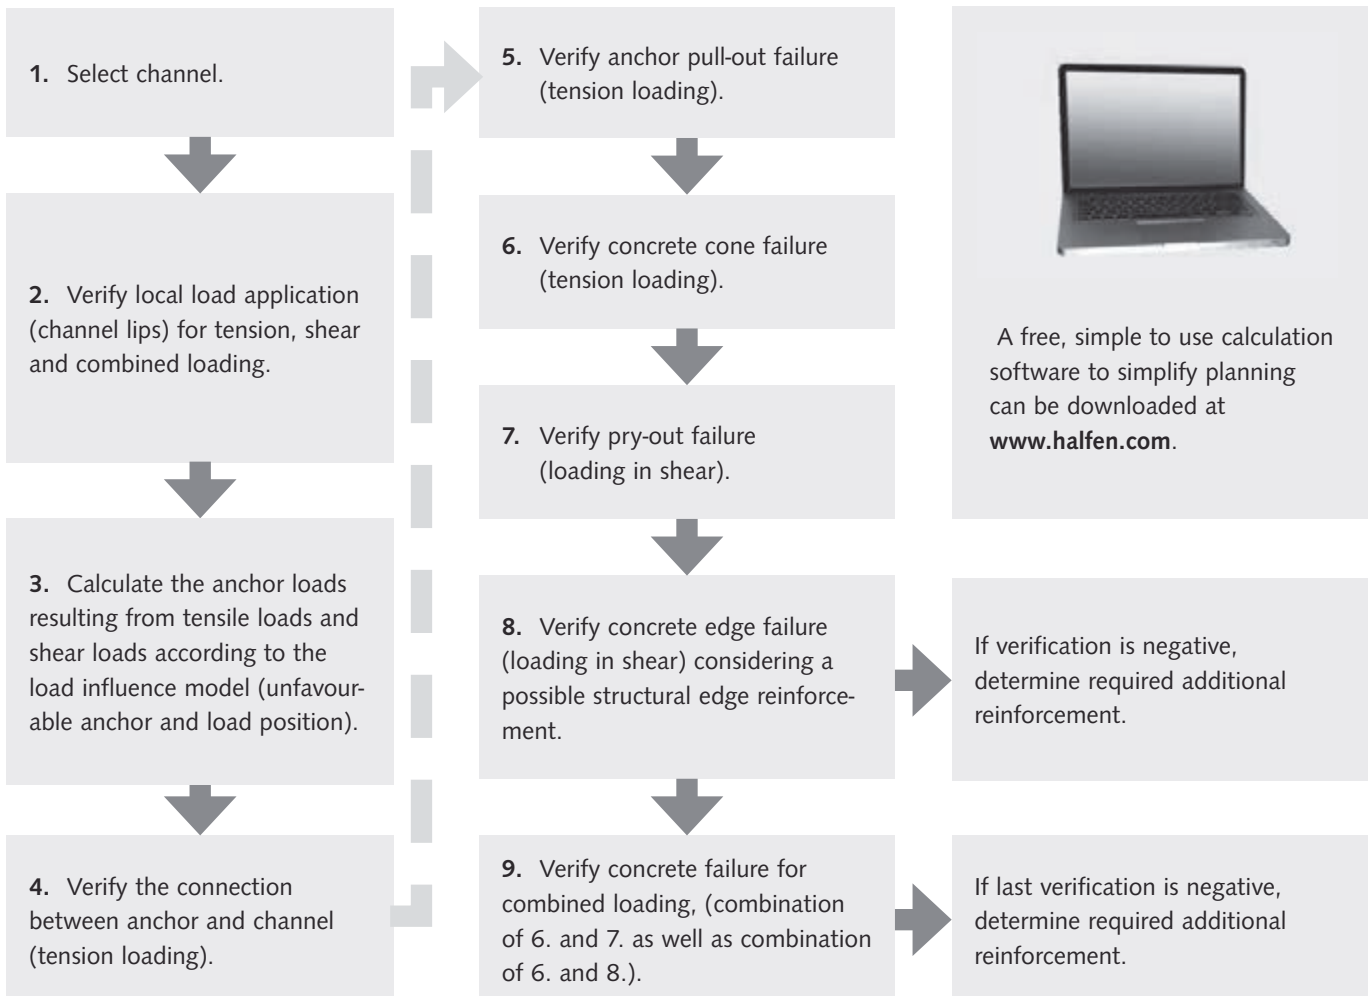 1. Select channel.
2. Verify local load application
(channel lips) for tension, shear
and combined loading.
3. Calculate the anchor loads
resulting from tensile loads and
shear loads according to the
load influence model (unfavour-
able anchor and load position).
4. Verify the connection
between anchor and channel
(tension loading).
5. Verify anchor pull-out failure
(tension loading).
6. Verify concrete cone failure
(tension loading).
7. Verify pry-out failure
(loading in shear).
8. Verify concrete edge failure
(loading in shear) considering a
possible structural edge reinforce-
ment.
9. Verify concrete failure for
combined loading, (combination
of 6. and 7. as well as combination
of 6. and 8.).
A free, simple to use calculation
software to simplify planning
can be downloaded at
www.halfen.com.
If verification is negative,
determine required additional
reinforcement.
If last verification is negative,
determine required additional
reinforcement.